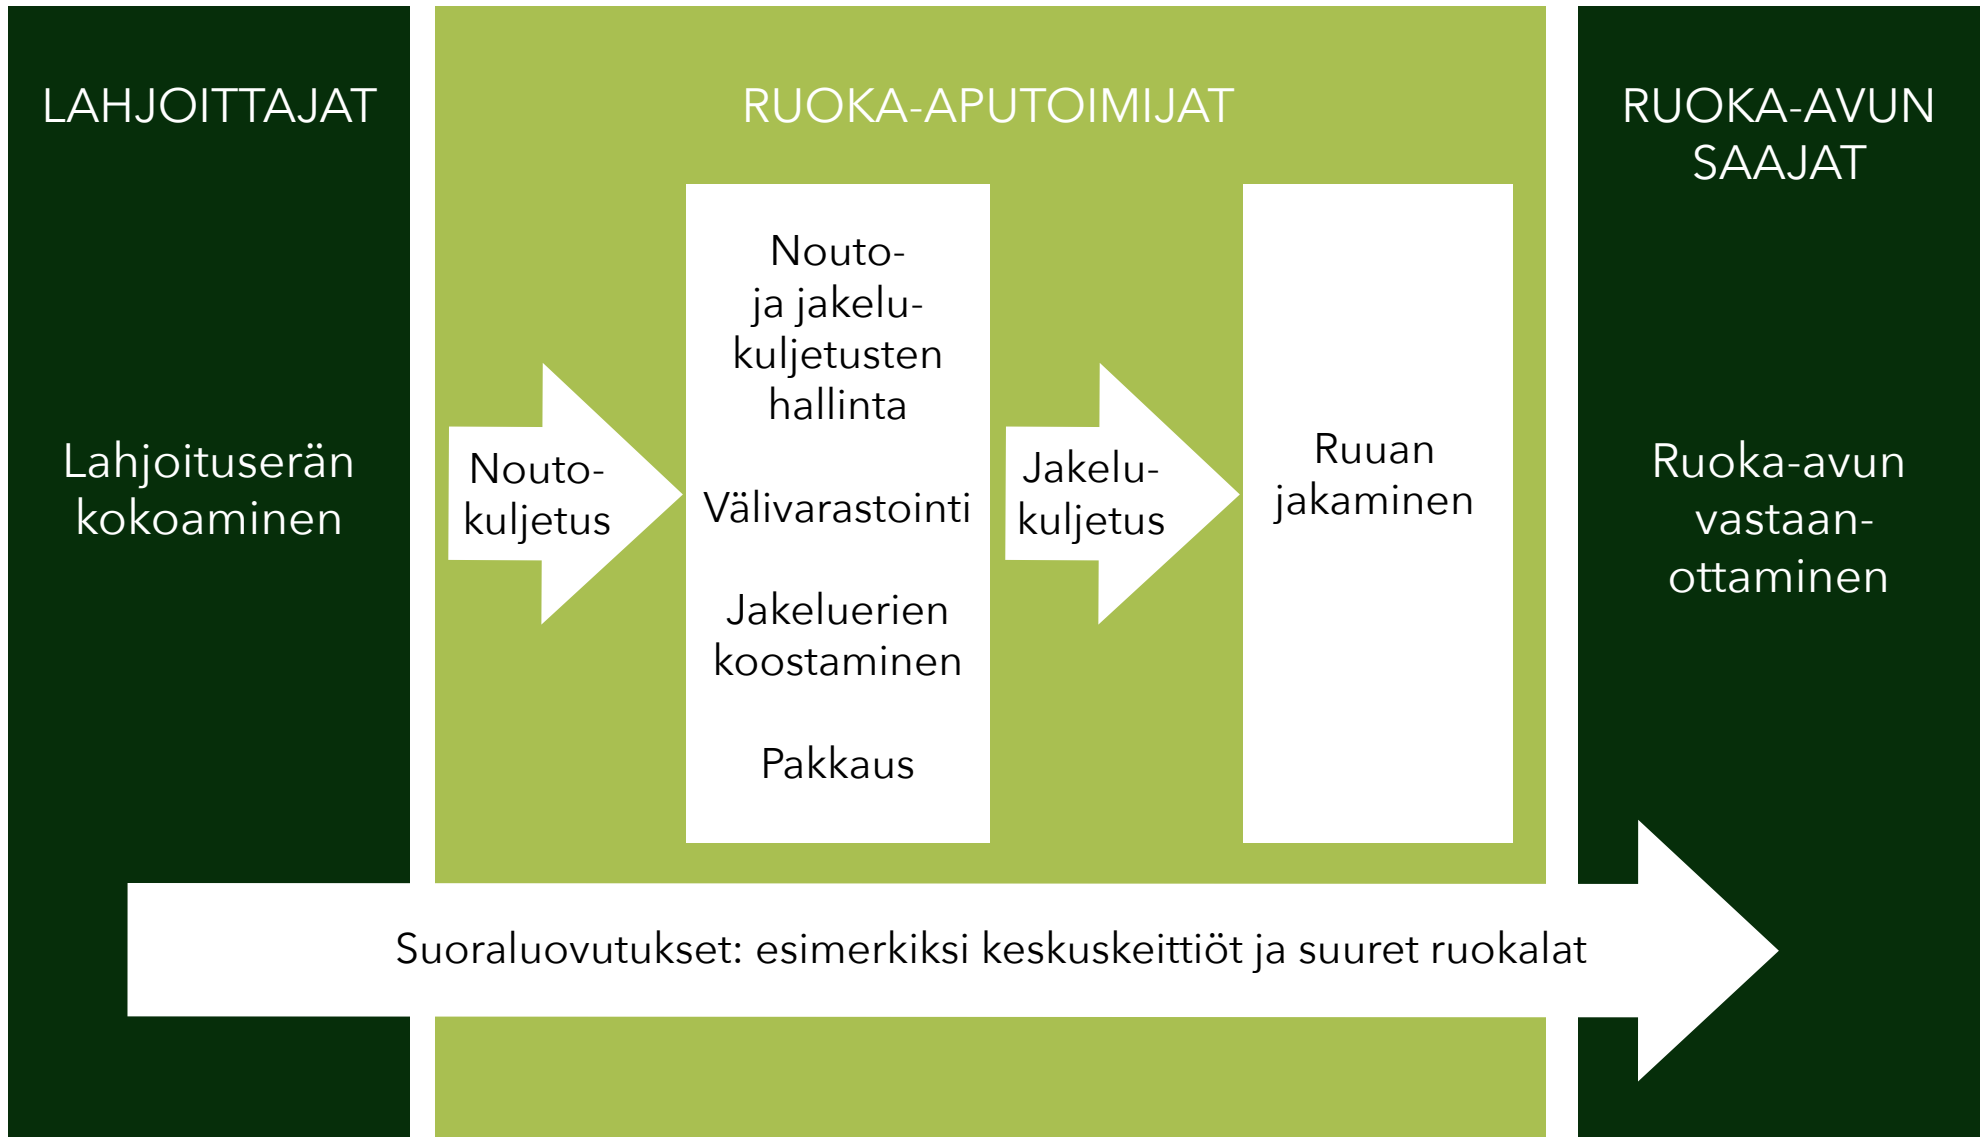 LAHJOITTAJAT
Lahjoituserän
kokoaminen
RUOKA-APUTOIMIJAT
Nouto-
kuljetus
Nouto-
ja jakelu-
kuljetusten
hallinta
Välivarastointi
Jakeluerien
koostaminen
Pakkaus
Jakelu-
kuljetus
Ruuan
jakaminen
RUOKA-AVUN
SAAJAT
Ruoka-avun
vastaan-
ottaminen
Suoraluovutukset: esimerkiksi keskuskeittiöt ja suuret ruokalat